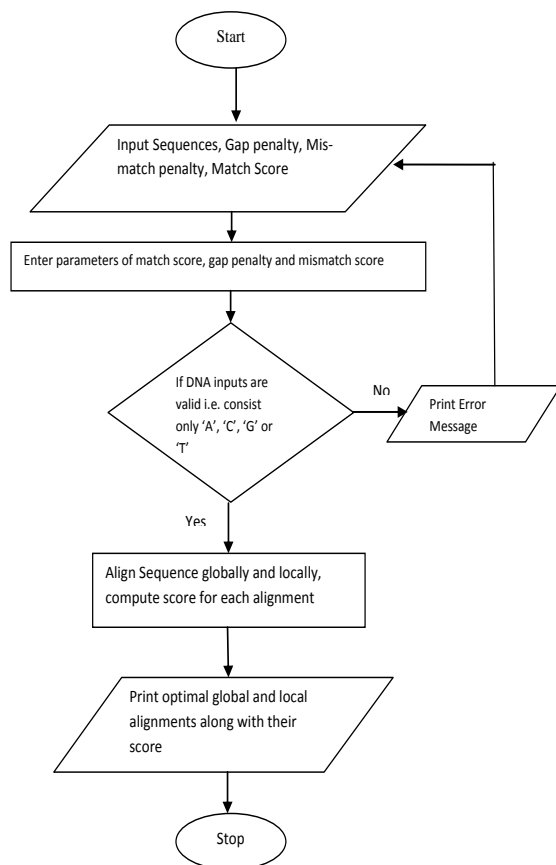 Start
Input Sequences, Gap penalty, Mis-
match penalty, Match Score
Enter parameters of match score, gap penalty and mismatch score
If DNA inputs are
valid i.e. consist
only ‘A’, ‘C’, ‘G’ or
‘T’
No
Print Error
Message
Yes
Align Sequence globally and locally,
compute score for each alignment
Print optimal global and local
alignments along with their
score
Stop